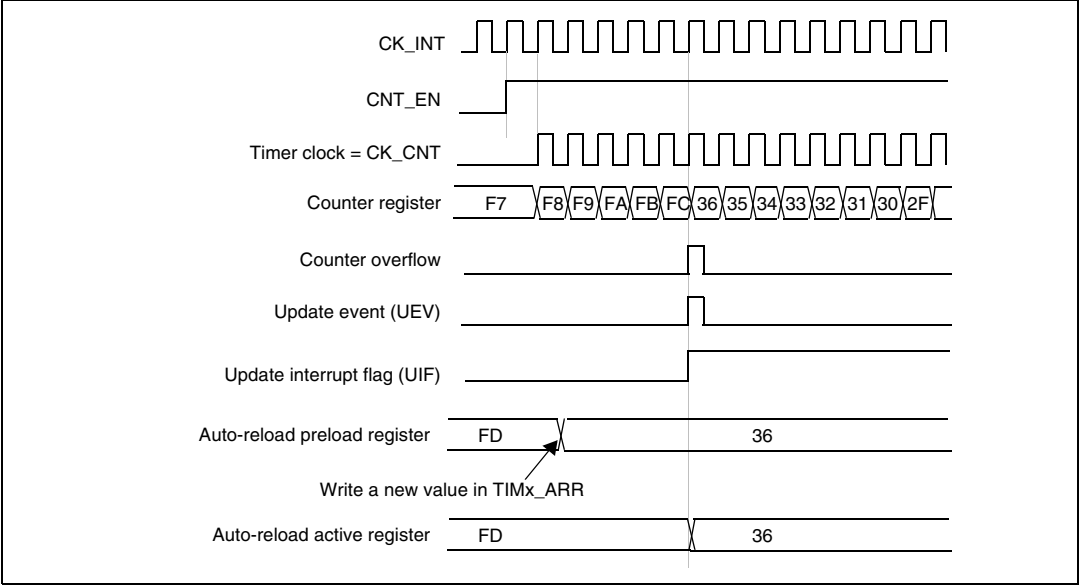 CK_INT
CNT_EN
Timer clock = CK_CNT
Counter register F7 F8 F9 FA FB FC 36 35 34 33 32 31 30 2F
Counter overflow
Update event (UEV)
Update interrupt flag (UIF)
Auto-reload preload register FD 36
Write a new value in TIMx_ARR
Auto-reload active register FD 36